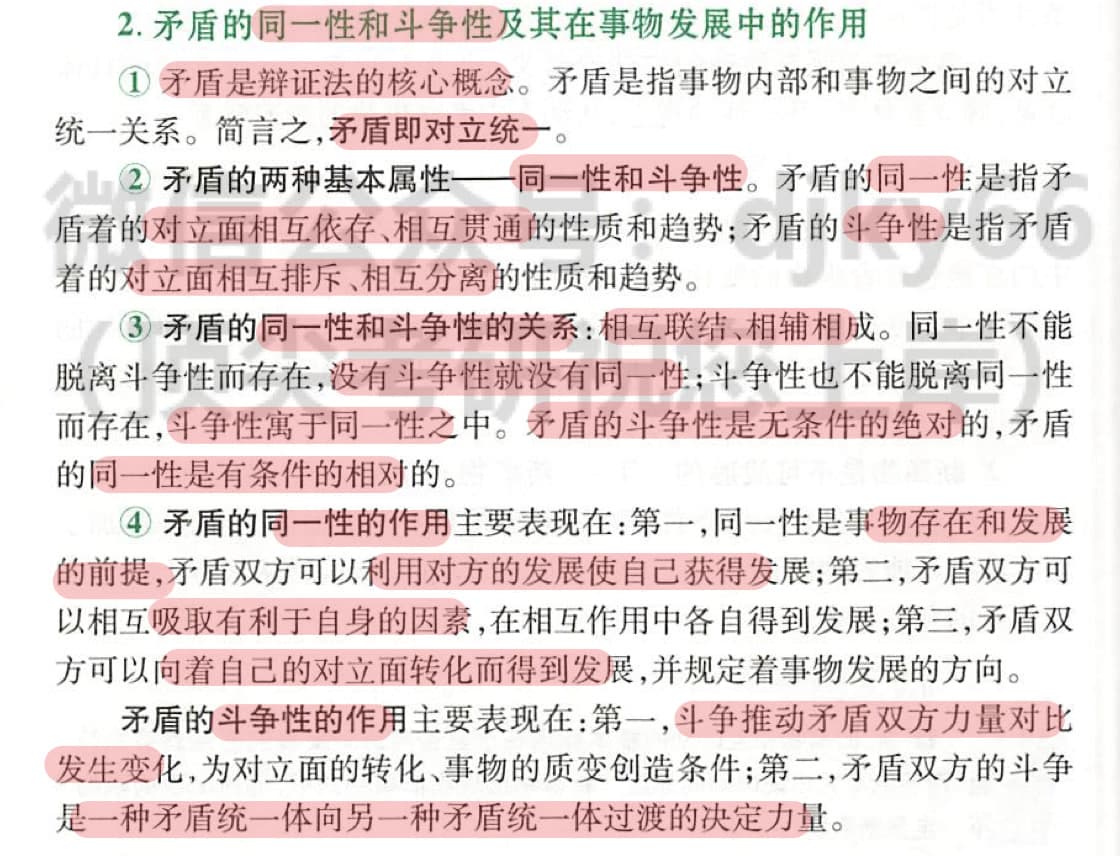 2. 矛盾的同一性和斗争性及其在事物发展中的作用
① 矛盾是辩证法的核心概念。矛盾是指事物内部和事物之间的对立
统一关系。简言之,矛盾即对立统一。
② 矛盾的两种基本属性——同一性和斗争性。矛盾的同一性是指矛
盾着的对立面相互依存、相互贯通的性质和趋势;矛盾的斗争性是指矛盾
着的对立面相互排斥、相互分离的性质和趋势。
③ 矛盾的同一性和斗争性的关系:相互联结、相辅相成。同一性不能
脱离斗争性而存在,没有斗争性就没有同一性;斗争性也不能脱离同一性
而存在,斗争性寓于同一性之中。矛盾的斗争性是无条件的绝对的,矛盾
的同一性是有条件的相对的。
④ 矛盾的同一性的作用主要表现在:第一,同一性是事物存在和发展
的前提,矛盾双方可以利用对方的发展使自己获得发展;第二,矛盾双方可
以相互吸取有利于自身的因素,在相互作用中各自得到发展;第三,矛盾双
方可以向着自己的对立面转化而得到发展,并规定着事物发展的方向。
矛盾的斗争性的作用主要表现在:第一,斗争推动矛盾双方力量对比
发生变化,为对立面的转化、事物的质变创造条件;第二,矛盾双方的斗争
是一种矛盾统一体向另一种矛盾统一体过渡的决定力量。
微信公众号：djky66
（顶尖考研祝您上岸）